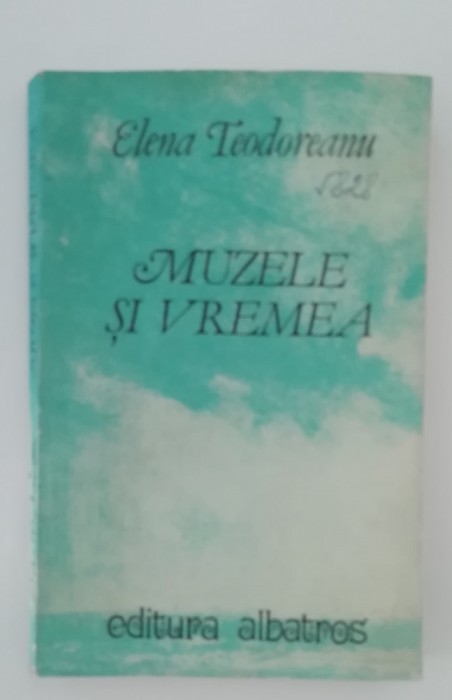 Elena Teodoreanu
MUZELE
ȘI VREMEA
editura albatros